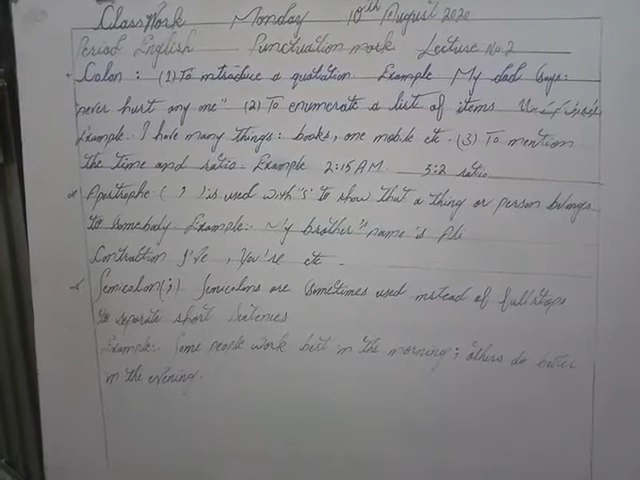 ClassWork Monday 10th August 2020
Period English Punctuation mark Lecture No.2
Colon : (1) To introduce a quotation. Example My dad says:
"never hurt any one" (2) To enumerate a list of items
Example: I have many things: books, one mobile etc. (3) To mention
the time and ratio. Example 2:15 A.M. 5:2 ratio
Apostrophe ( ' ) is used with 's' to show that a thing or person belongs
to somebody Example:- My brother's name is Ali
Contraction I've, You're etc.
Semicolon(;) Semicolons are sometimes used instead of full stops
to separate short Sentences
Example:- Some people work best in the morning; others do better
in the evening.